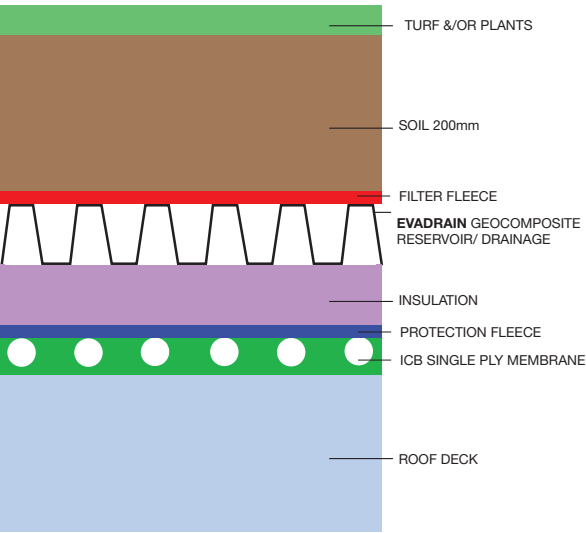 TURF &/OR PLANTS
SOIL 200mm
FILTER FLEECE
EVADRAIN GEOCOMPOSITE
RESERVOIR/ DRAINAGE
INSULATION
PROTECTION FLEECE
ICB SINGLE PLY MEMBRANE
ROOF DECK